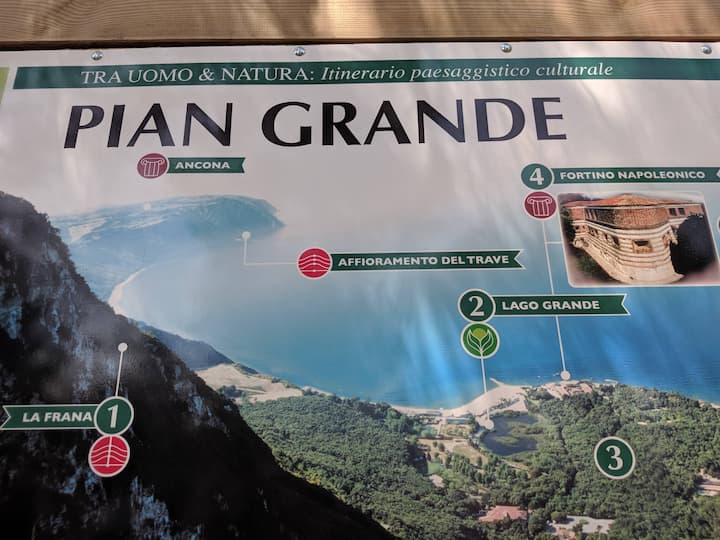 TRA UOMO & NATURA: Itinerario paesaggistico culturale
PIAN GRANDE
ANCONA
4 FORTINO NAPOLEONICO
AFFIORAMENTO DEL TRAVE
2 LAGO GRANDE
LA FRANA 1
3